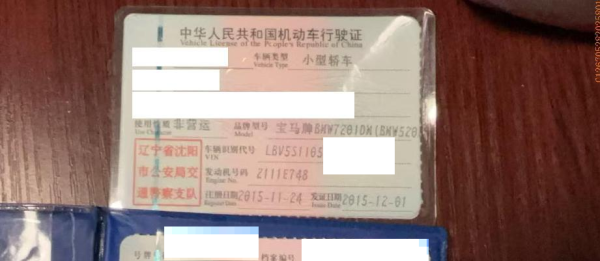 中华人民共和国机动车行驶证
Vehicle License of the People's Republic of China
车辆类型 小型轿车
Vehicle Type
使用性质 非营运 品牌型号 宝马牌BMW7201DK(BMW520
Use Character Model
辽宁省沈阳
市公安局交
通警察支队
车辆识别代号 LBV5S1105
VIN
发动机号码 Z111E748
Engine No.
注册日期 2015-11-24 发证日期 2015-12-01
Register Date Issue Date
号牌 档案编号